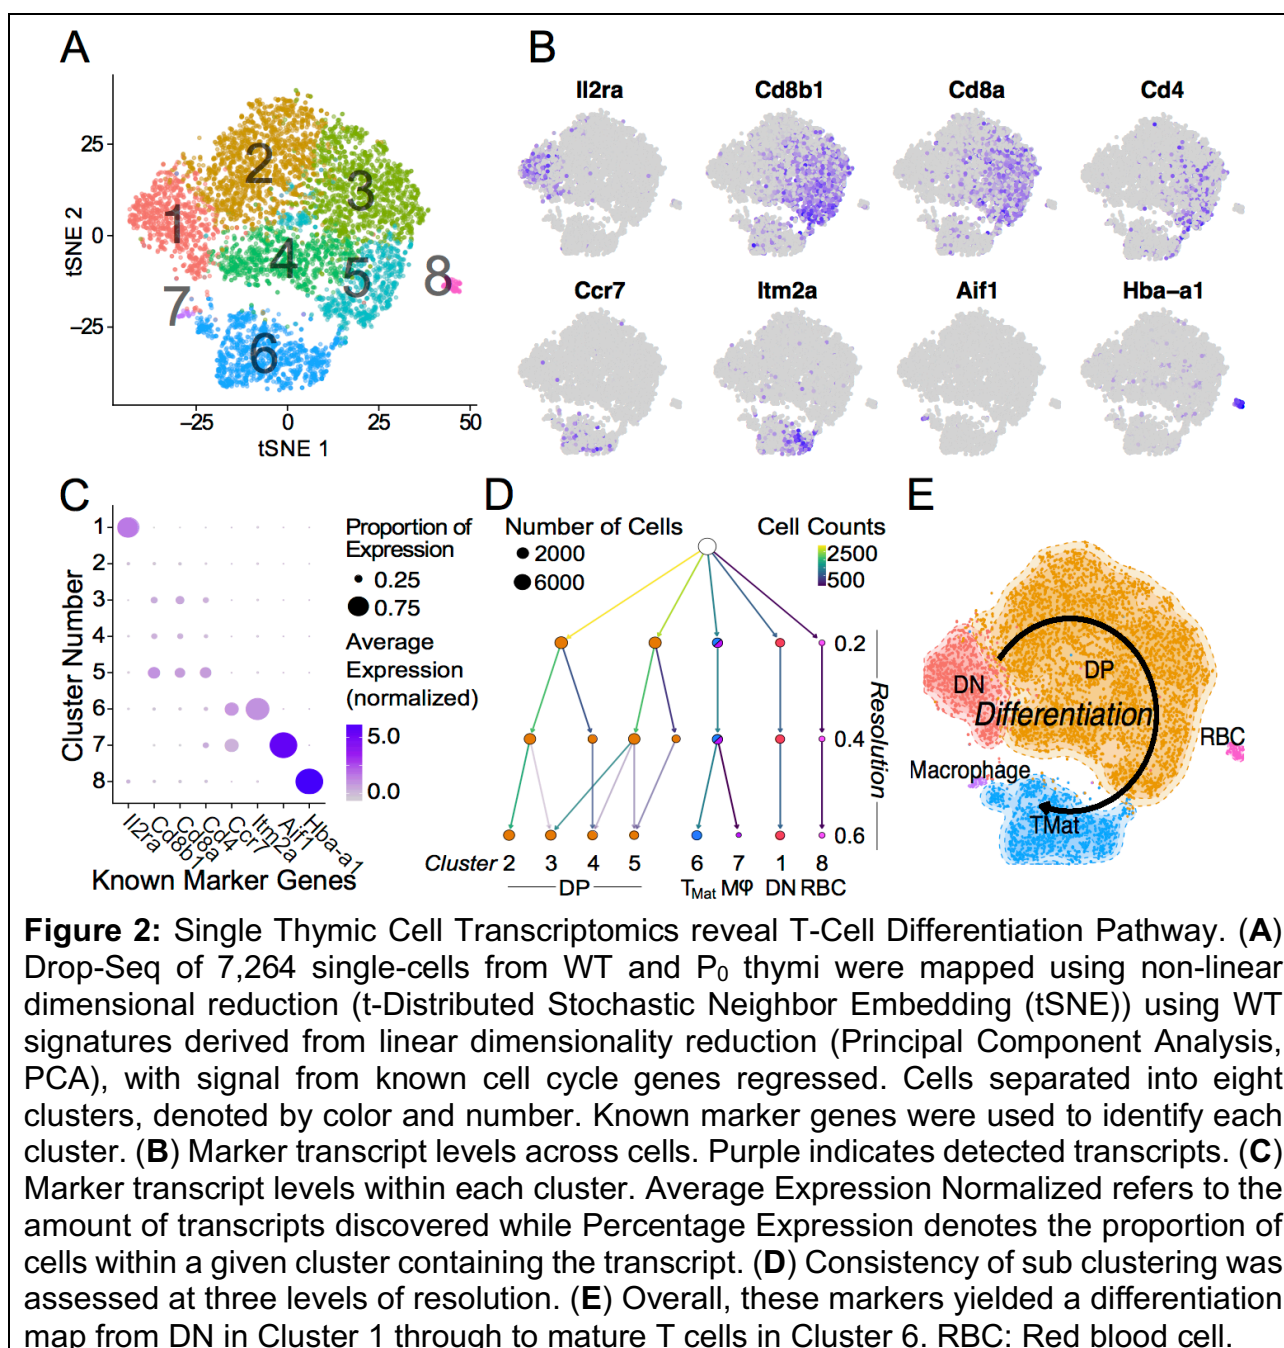 A
25
0
−25
tSNE 2
1
2
3
4
5
6
7
8
−25
0
25
50
tSNE 1
B
Il2ra
Cd8b1
Cd8a
Cd4
Ccr7
Itm2a
Aif1
Hba−a1
C
Cluster Number
1
2
3
4
5
6
7
8
Il2ra
Cd8b1
Cd8a
Cd4
Ccr7
Itm2a
Aif1
Hba-a1
Known Marker Genes
Proportion of
Expression
0.25
0.75
Average
Expression
(normalized)
5.0
0.0
D
Number of Cells
2000
6000
Cell Counts
2500
500
0.2
0.4
0.6
Resolution
Cluster 2 3 4 5 6 7 1 8
DP TMat Mφ DN RBC
E
DN
DP
Differentiation
RBC
Macrophage
TMat
Figure 2: Single Thymic Cell Transcriptomics reveal T-Cell Differentiation Pathway. (A)
Drop-Seq of 7,264 single-cells from WT and P0 thymi were mapped using non-linear
dimensional reduction (t-Distributed Stochastic Neighbor Embedding (tSNE)) using WT
signatures derived from linear dimensionality reduction (Principal Component Analysis,
PCA), with signal from known cell cycle genes regressed. Cells separated into eight
clusters, denoted by color and number. Known marker genes were used to identify each
cluster. (B) Marker transcript levels across cells. Purple indicates detected transcripts. (C)
Marker transcript levels within each cluster. Average Expression Normalized refers to the
amount of transcripts discovered while Percentage Expression denotes the proportion of
cells within a given cluster containing the transcript. (D) Consistency of sub clustering was
assessed at three levels of resolution. (E) Overall, these markers yielded a differentiation
map from DN in Cluster 1 through to mature T cells in Cluster 6. RBC: Red blood cell.